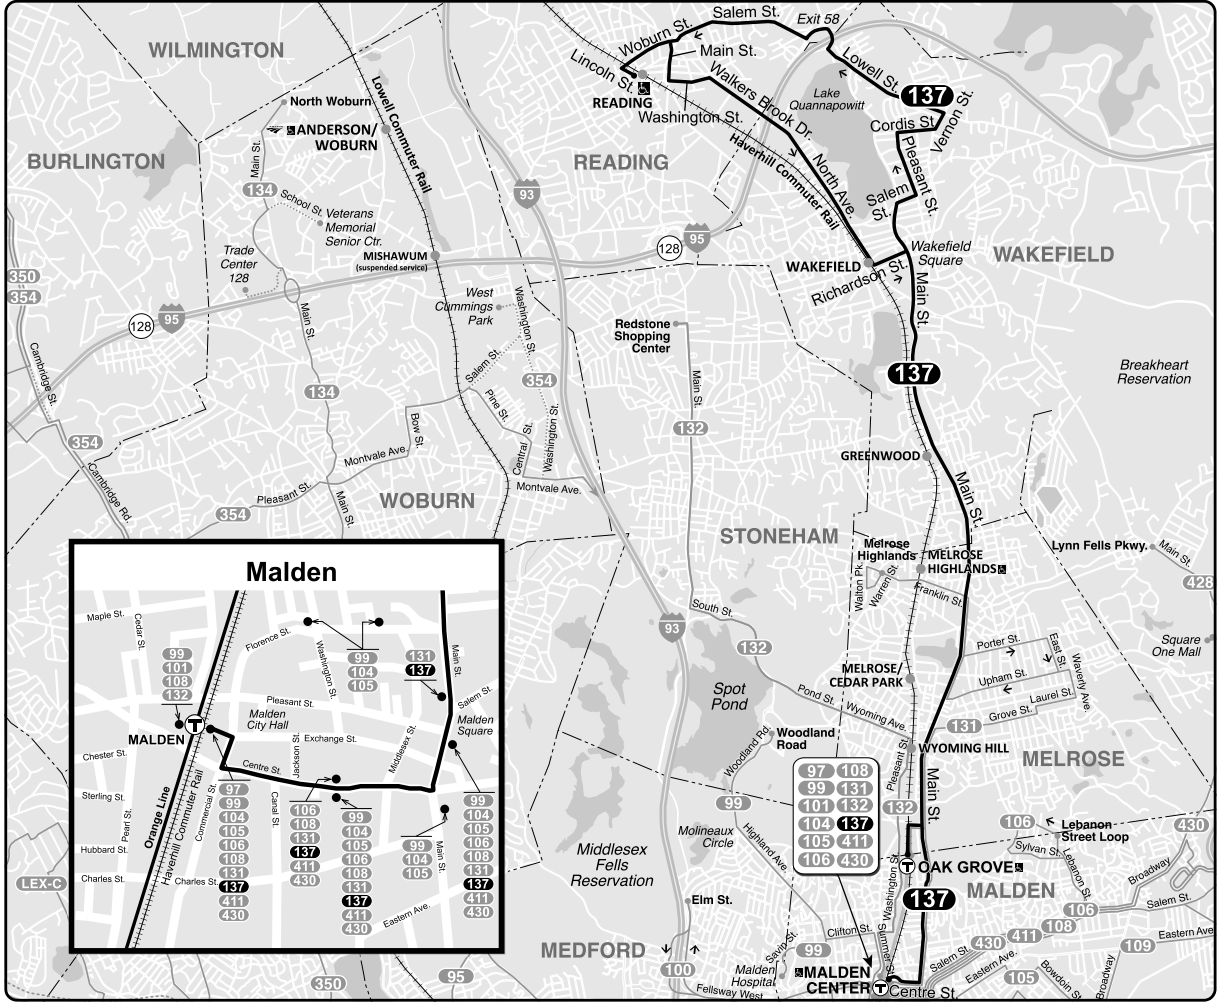 WILMINGTON
BURLINGTON
North Woburn
ANDERSON/
WOBURN
Lowell Commuter Rail
Main St.
134
School St.
Veterans
Memorial
Senior Ctr.
Trade
Center
128
MISHAWUM
(suspended service)
350
354
128
95
Main St.
134
Cambridge St.
354
Cambridge Rd.
Pleasant St.
354
Montvale Ave.
Bow St.
Main St.
WOBURN
West
Cummings
Park
Washington St.
Salem St.
354
Pine St.
Central St.
Washington St.
Montvale Ave.
93
Salem St.
Exit 58
Woburn St.
Main St.
Lincoln St.
READING
Walkers Brook Dr.
Washington St.
Lake
Quannapowitt
Lowell St.
137
Vernon St.
Cordis St.
Pleasant St.
Salem
St.
READING
Haverhill Commuter Rail
North Ave.
128
95
WAKEFIELD
Richardson St.
Wakefield
Square
WAKEFIELD
Main St.
137
Redstone
Shopping
Center
Main St.
132
Breakheart
Reservation
GREENWOOD
Main St.
STONEHAM
Melrose
Highlands
MELROSE
HIGHLANDS
Walton Pk.
Warren St.
Franklin St.
Lynn Fells Pkwy.
Main St.
428
Square
One Mall
93
South St.
132
Porter St.
East St.
Upham St.
Waverly Ave.
Laurel St.
Grove St.
131
MELROSE/
CEDAR PARK
Spot
Pond
Pond St.
Wyoming Ave.
Woodland
Road
Woodland Rd.
WYOMING HILL
Pleasant St.
Main St.
MELROSE
132
97 108
99 131
101 132
104 137
105 411
106 430
99
Molineaux
Circle
Highland Ave.
Middlesex
Fells
Reservation
106
Lebanon
Street Loop
430
Sylvan St.
Lebanon St.
Broadway
OAK GROVE
MALDEN
Washington St.
137
106
Salem St.
Elm St.
108
411
430
Eastern Ave.
109
Salem St.
Eastern Ave.
105
Bowdoin St.
Broadway
Clifton St.
Savin St.
99
Summer St.
MEDFORD
100
Malden
Hospital
MALDEN
CENTER
Centre St.
Fellsway West
LEX-C
350
95
Malden
Maple St.
Cedar St.
Florence St.
Washington St.
99
101
108
132
99
104
105
131
137
Main St.
Salem St.
Pleasant St.
Malden
City Hall
Malden
Square
MALDEN
T
Chester St.
Exchange St.
Jackson St.
Middlesex St.
Centre St.
Sterling St.
Pearl St.
Orange Line
Haverhill Commuter Rail
Commercial St.
Canal St.
Hubbard St.
Charles St.
Charles St.
97
99
104
105
106
108
131
137
411
430
106
108
131
137
411
430
99
104
105
106
108
131
137
411
430
99
104
105
Main St.
Eastern Ave.
99
104
105
106
108
137
411
430